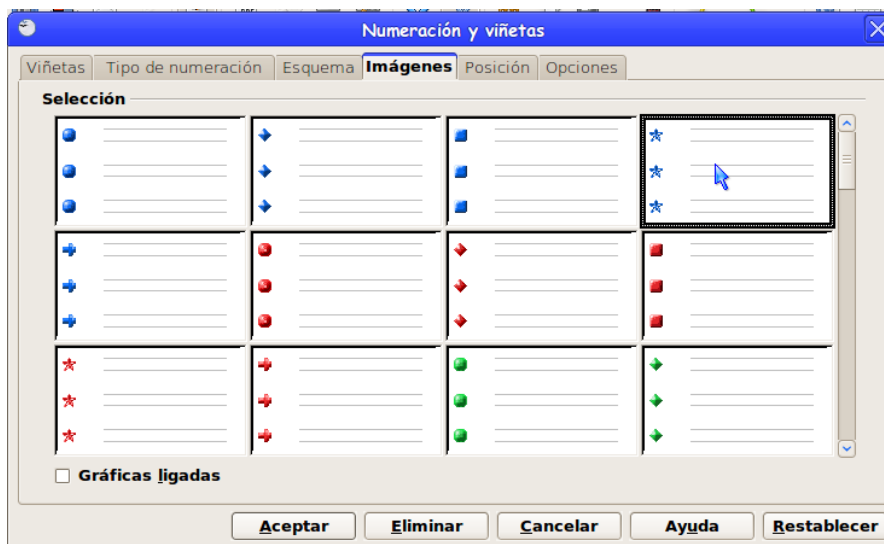 Numeración y viñetas
Viñetas Tipo de numeración Esquema Imágenes Posición Opciones
Selección
Gráficas ligadas
Aceptar Eliminar Cancelar Ayuda Restablecer